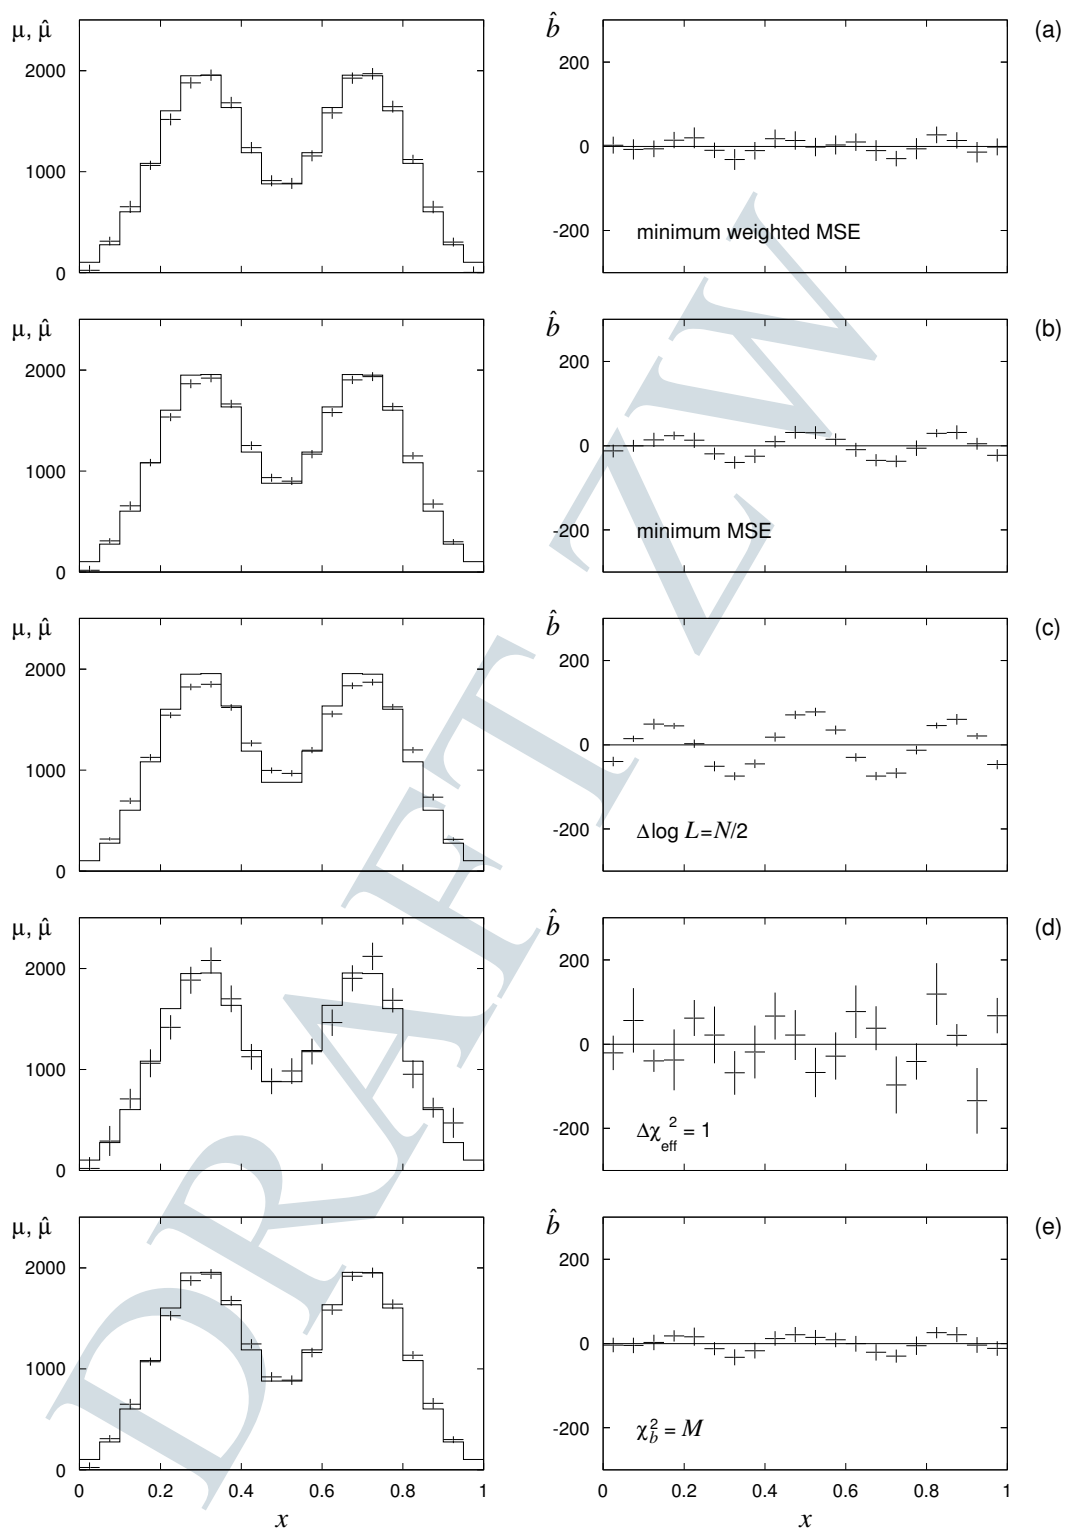 μ, μ̂
b̂
(a)
2000
1000
0
200
0
-200
minimum weighted MSE
μ, μ̂
b̂
(b)
2000
1000
0
200
0
-200
minimum MSE
μ, μ̂
b̂
(c)
2000
1000
0
200
0
-200
Δlog L=N/2
μ, μ̂
b̂
(d)
2000
1000
0
200
0
-200
Δχ_eff^2 = 1
μ, μ̂
b̂
(e)
2000
1000
0
200
0
-200
χ_b^2 = M
0 0.2 0.4 0.6 0.8 1
0 0.2 0.4 0.6 0.8 1
x
x
DRAFT ZW